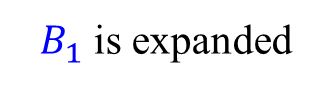 B₁ is expanded